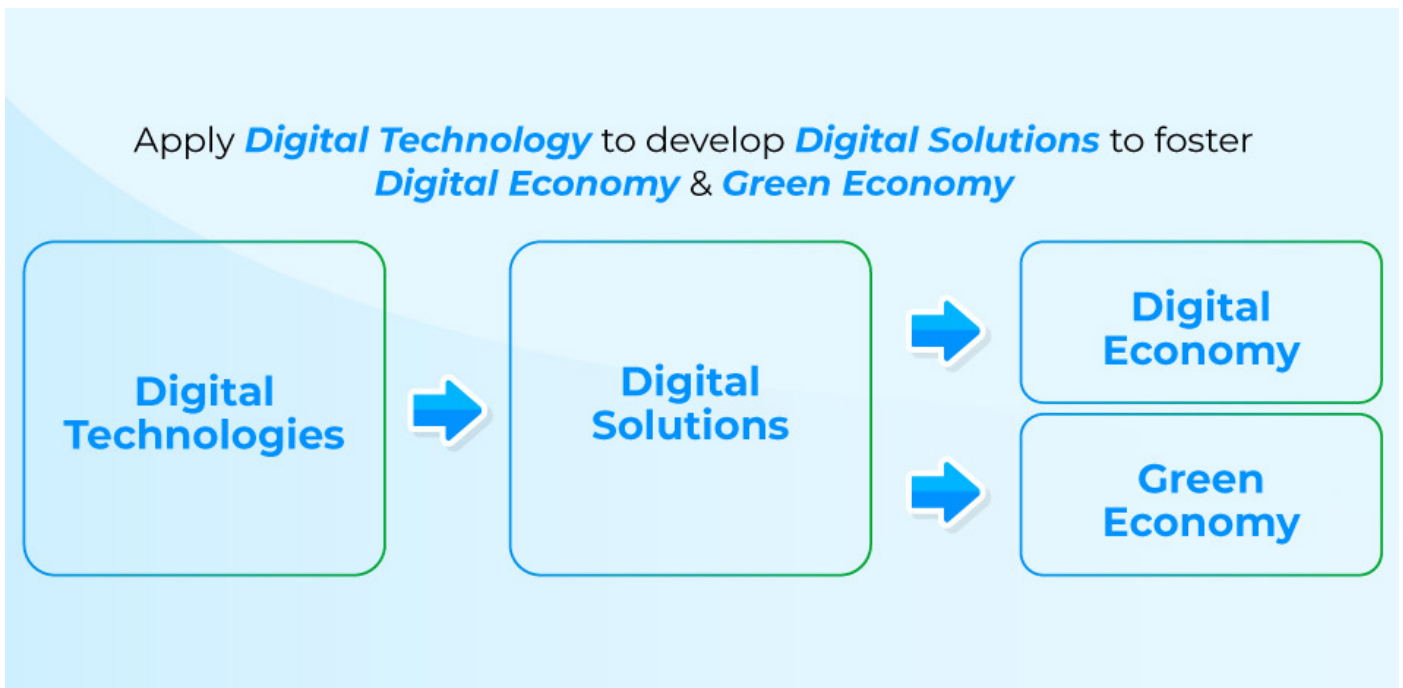 Apply Digital Technology to develop Digital Solutions to foster
Digital Economy & Green Economy
Digital
Technologies
Digital
Solutions
Digital
Economy
Green
Economy